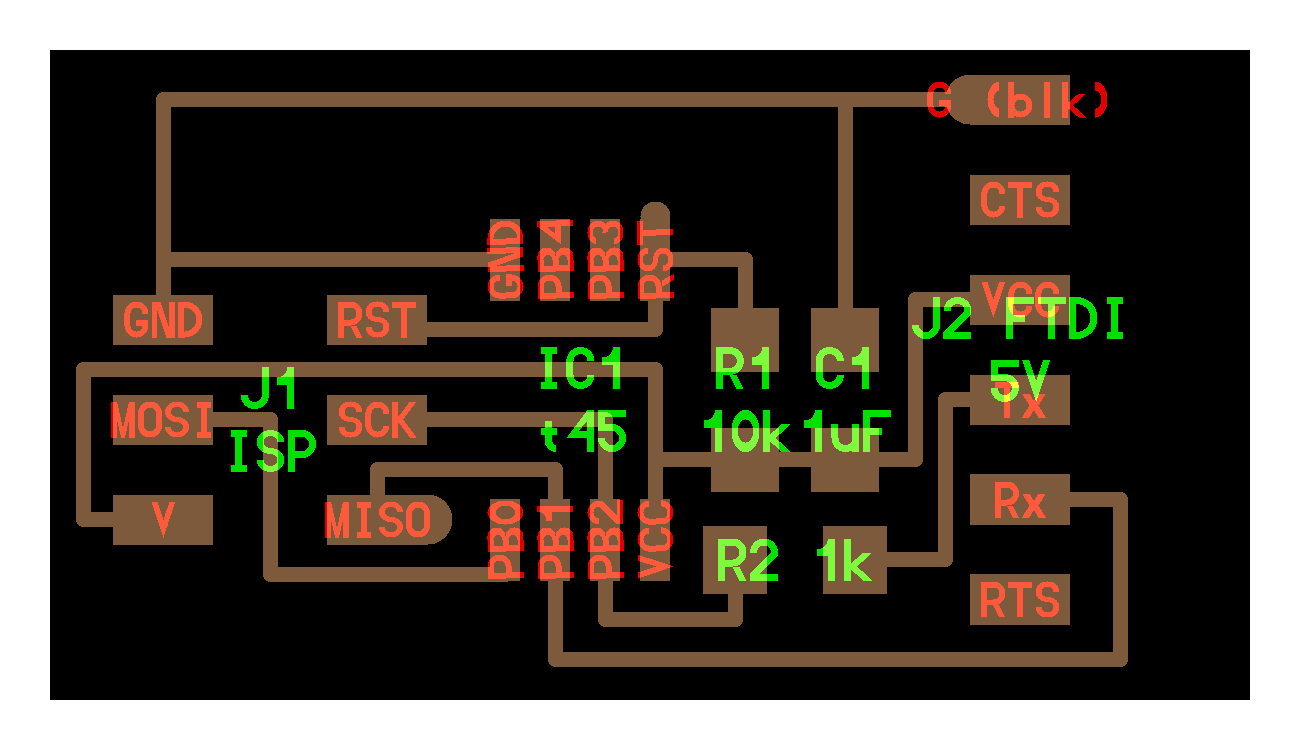 G (blk)
CTS
GND
PB4
PB3
RST
GND
RST
VCC
J2 FTDI
IC1
R1
C1
5V
J1
Tx
MOSI
SCK
t45
10k
1uF
ISP
V
MISO
PB0
PB1
PB2
VCC
Rx
R2
1k
RTS